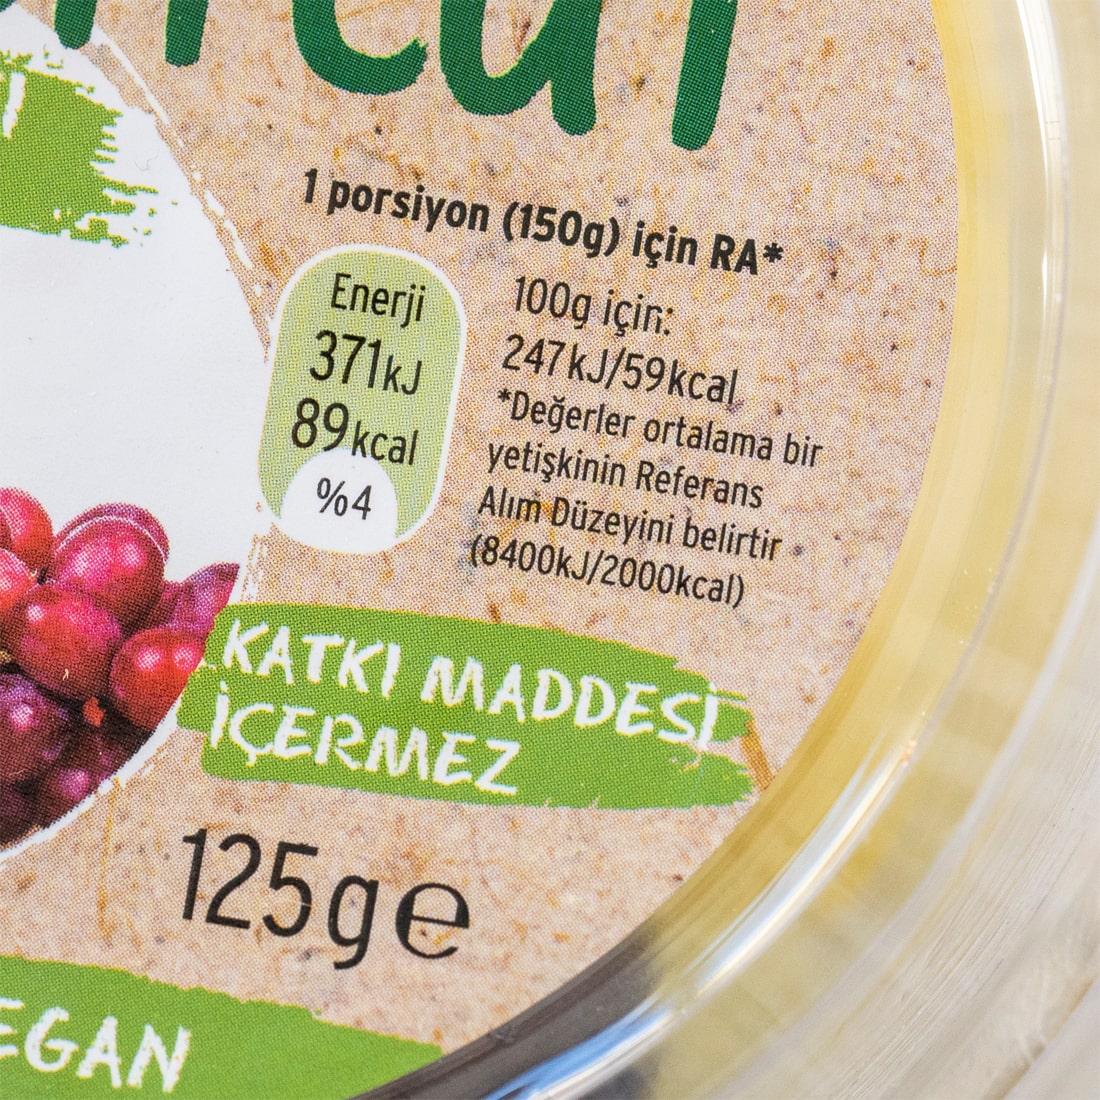 1 porsiyon (150g) için RA*
Enerji
371kJ
89kcal
%4
100g için:
247kJ/59kcal
*Değerler ortalama bir
yetişkinin Referans
Alım Düzeyini belirtir
(8400kJ/2000kcal)
KATKI MADDESİ
İÇERMEZ
125g e
EGAN